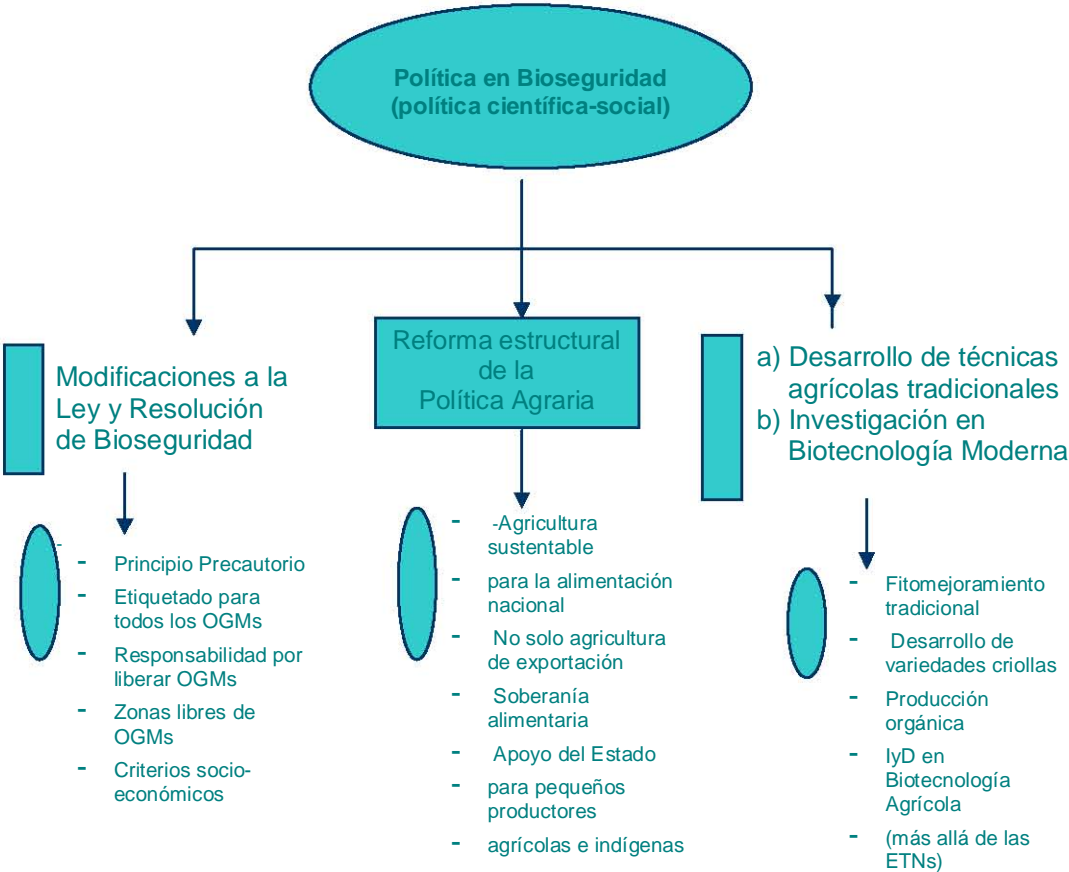 Política en Bioseguridad
(política científica-social)
Modificaciones a la
Ley y Resolución
de Bioseguridad
-
- Principio Precautorio
- Etiquetado para
todos los OGMs
- Responsabilidad por
liberar OGMs
- Zonas libres de
OGMs
- Criterios socio-
económicos
Reforma estructural
de la
Política Agraria
- -Agricultura
sustentable
- para la alimentación
nacional
- No solo agricultura
de exportación
- Soberanía
alimentaria
- Apoyo del Estado
- para pequeños
productores
- agrícolas e indígenas
a) Desarrollo de técnicas
agrícolas tradicionales
b) Investigación en
Biotecnología Moderna
- Fitomejoramiento
tradicional
- Desarrollo de
variedades criollas
- Producción
orgánica
- IyD en
Biotecnología
Agrícola
- (más allá de las
ETNs)